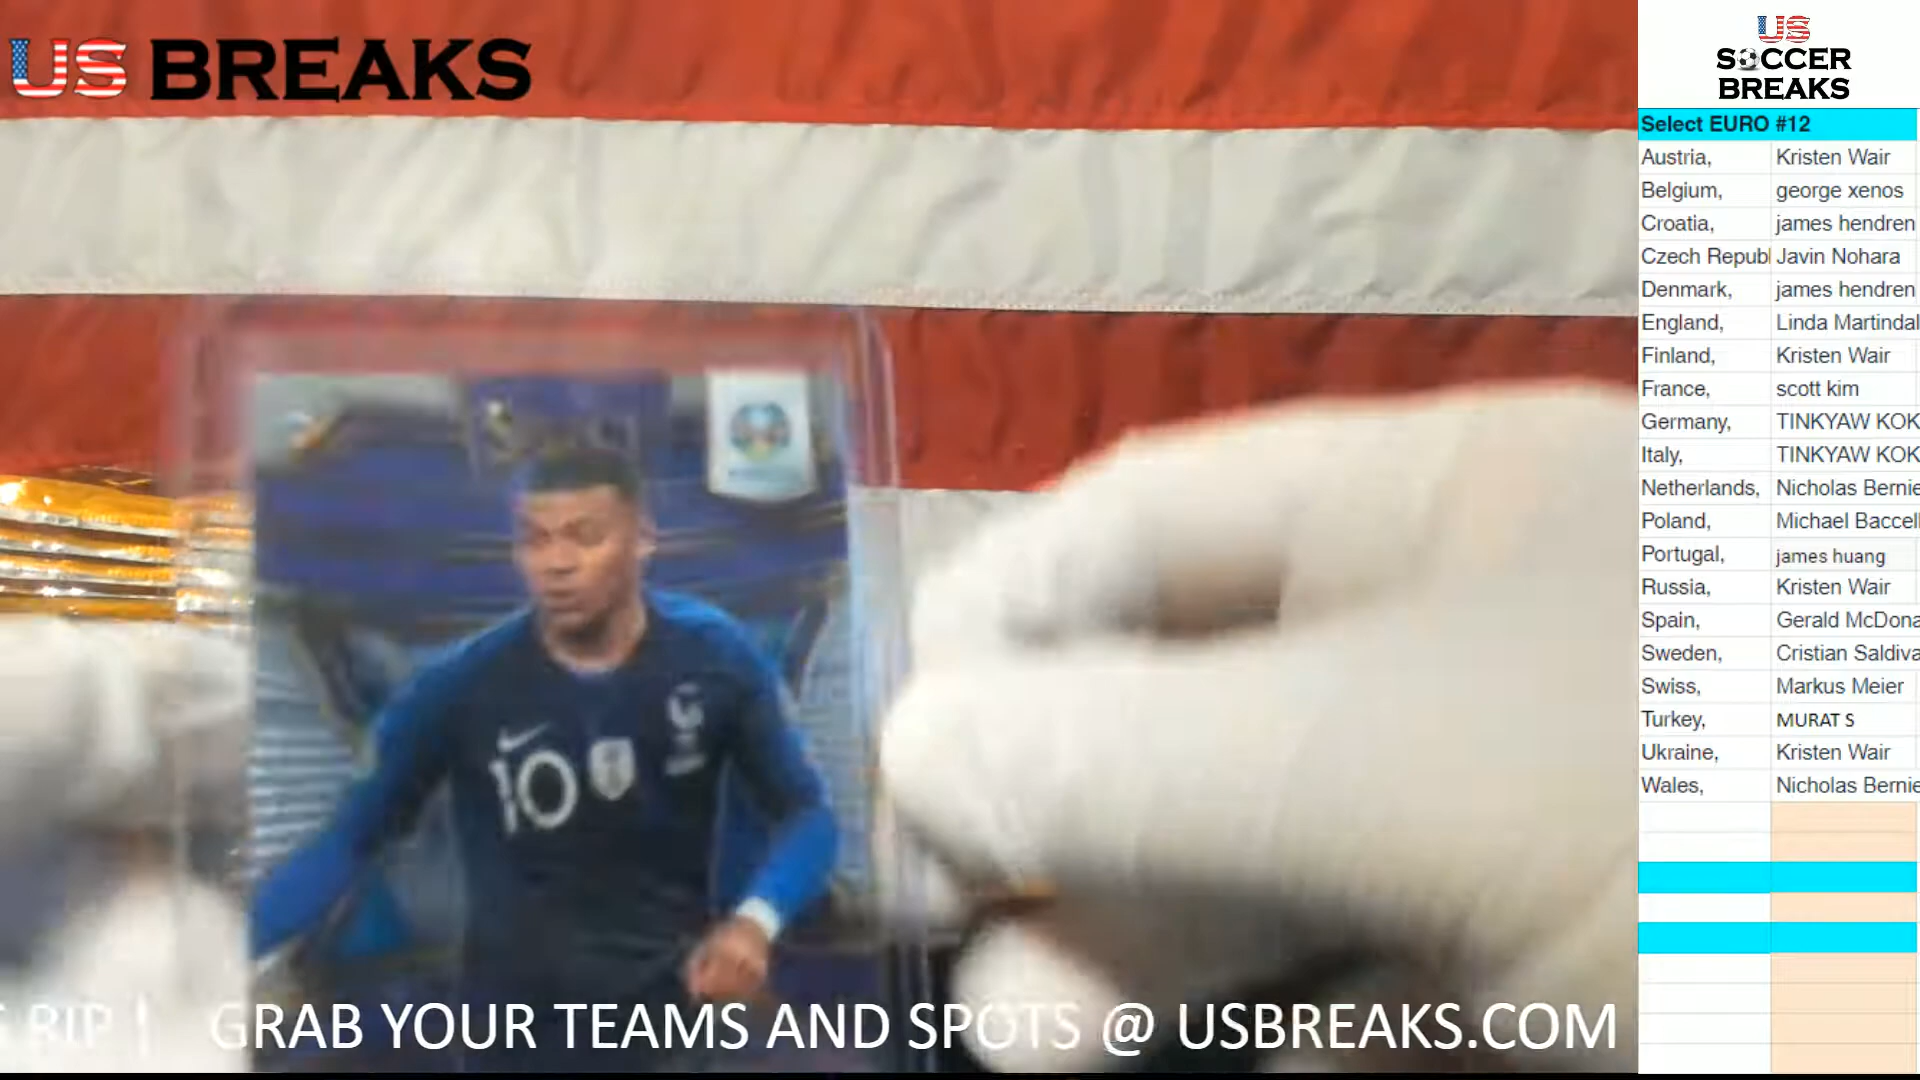 US BREAKS
US
SOCCER
BREAKS
Select EURO #12
Austria, Kristen Wair
Belgium, george xenos
Croatia, james hendren
Czech Republ Javin Nohara
Denmark, james hendren
England, Linda Martindal
Finland, Kristen Wair
France, scott kim
Germany, TINKYAW KOK
Italy, TINKYAW KOK
Netherlands, Nicholas Bernie
Poland, Michael Baccell
Portugal, james huang
Russia, Kristen Wair
Spain, Gerald McDona
Sweden, Cristian Saldiva
Swiss, Markus Meier
Turkey, MURAT S
Ukraine, Kristen Wair
Wales, Nicholas Bernie
10
RIP | GRAB YOUR TEAMS AND SPOTS @ USBREAKS.COM